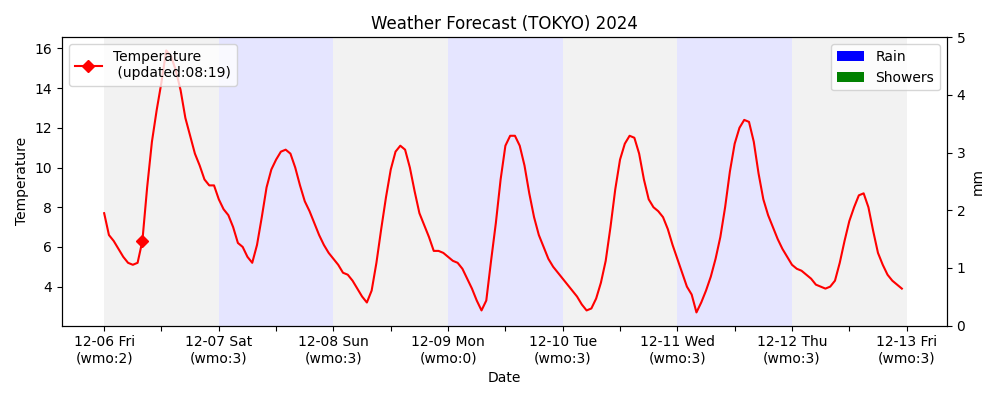 Weather Forecast (TOKYO) 2024
Temperature
(updated:08:19)
Rain
Showers
16
14
12
10
8
6
4
Temperature
5
4
3
2
1
0
mm
12-06 Fri
(wmo:2)
12-07 Sat
(wmo:3)
12-08 Sun
(wmo:3)
12-09 Mon
(wmo:0)
12-10 Tue
(wmo:3)
12-11 Wed
(wmo:3)
12-12 Thu
(wmo:3)
12-13 Fri
(wmo:3)
Date